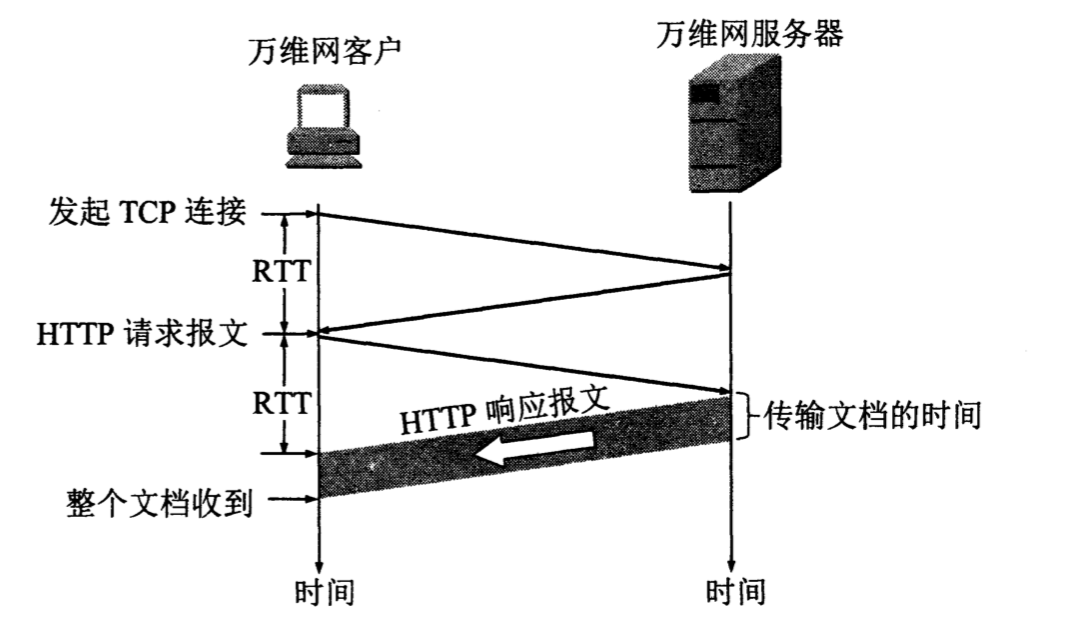 万维网客户
万维网服务器
发起 TCP 连接
RTT
HTTP 请求报文
RTT
HTTP 响应报文
传输文档的时间
整个文档收到
时间
时间